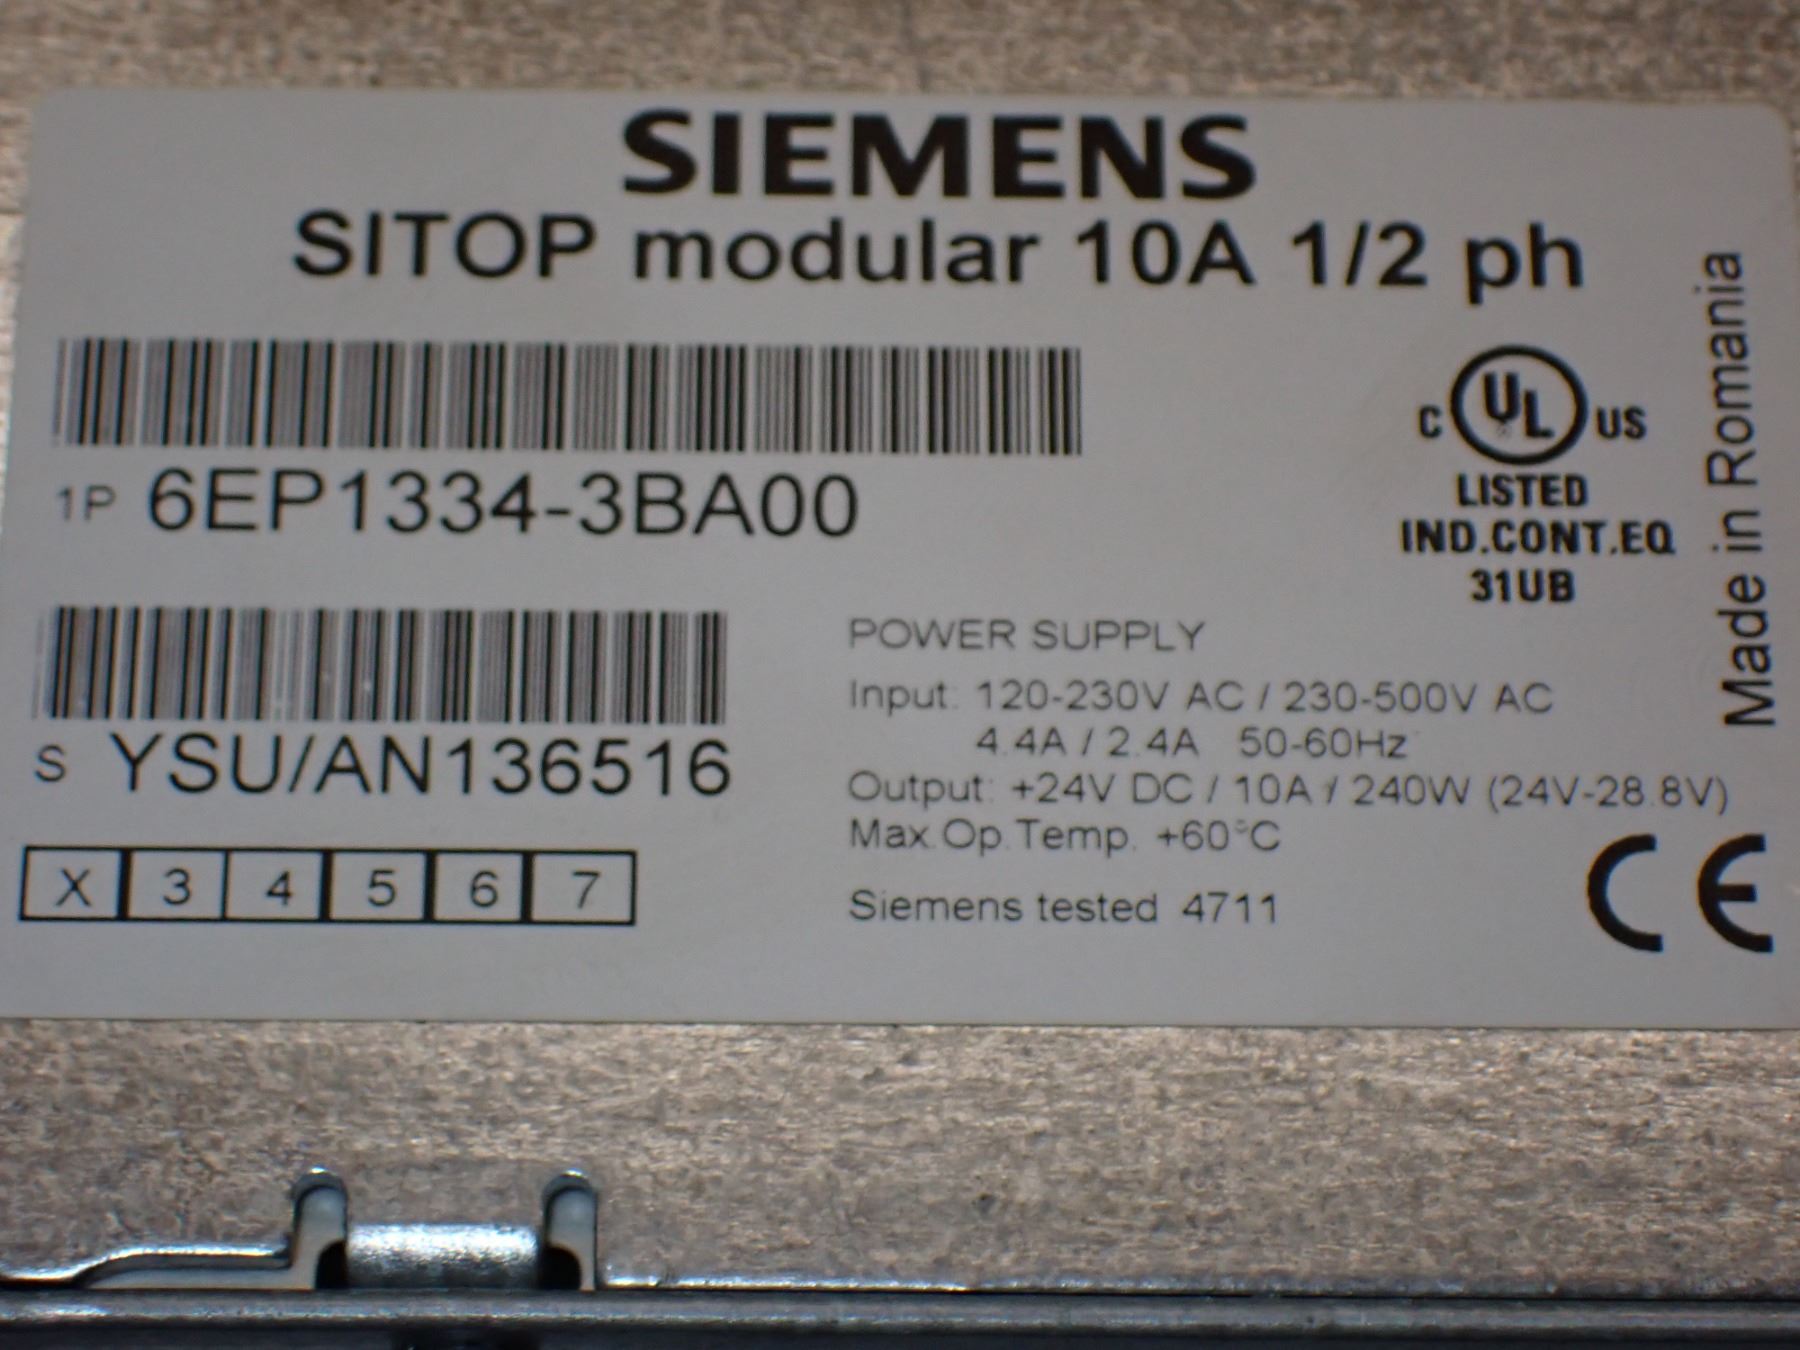 SIEMENS
SITOP modular 10A 1/2 ph
1P 6EP1334-3BA00
C UL US
LISTED
IND.CONT.EQ
31UB
Made in Romania
S YSU/AN136516
X 3 4 5 6 7
POWER SUPPLY
Input: 120-230V AC / 230-500V AC
4.4A / 2.4A 50-60Hz
Output: +24V DC / 10A / 240W (24V-28.8V)
Max.Op.Temp. +60°C
Siemens tested 4711
CE